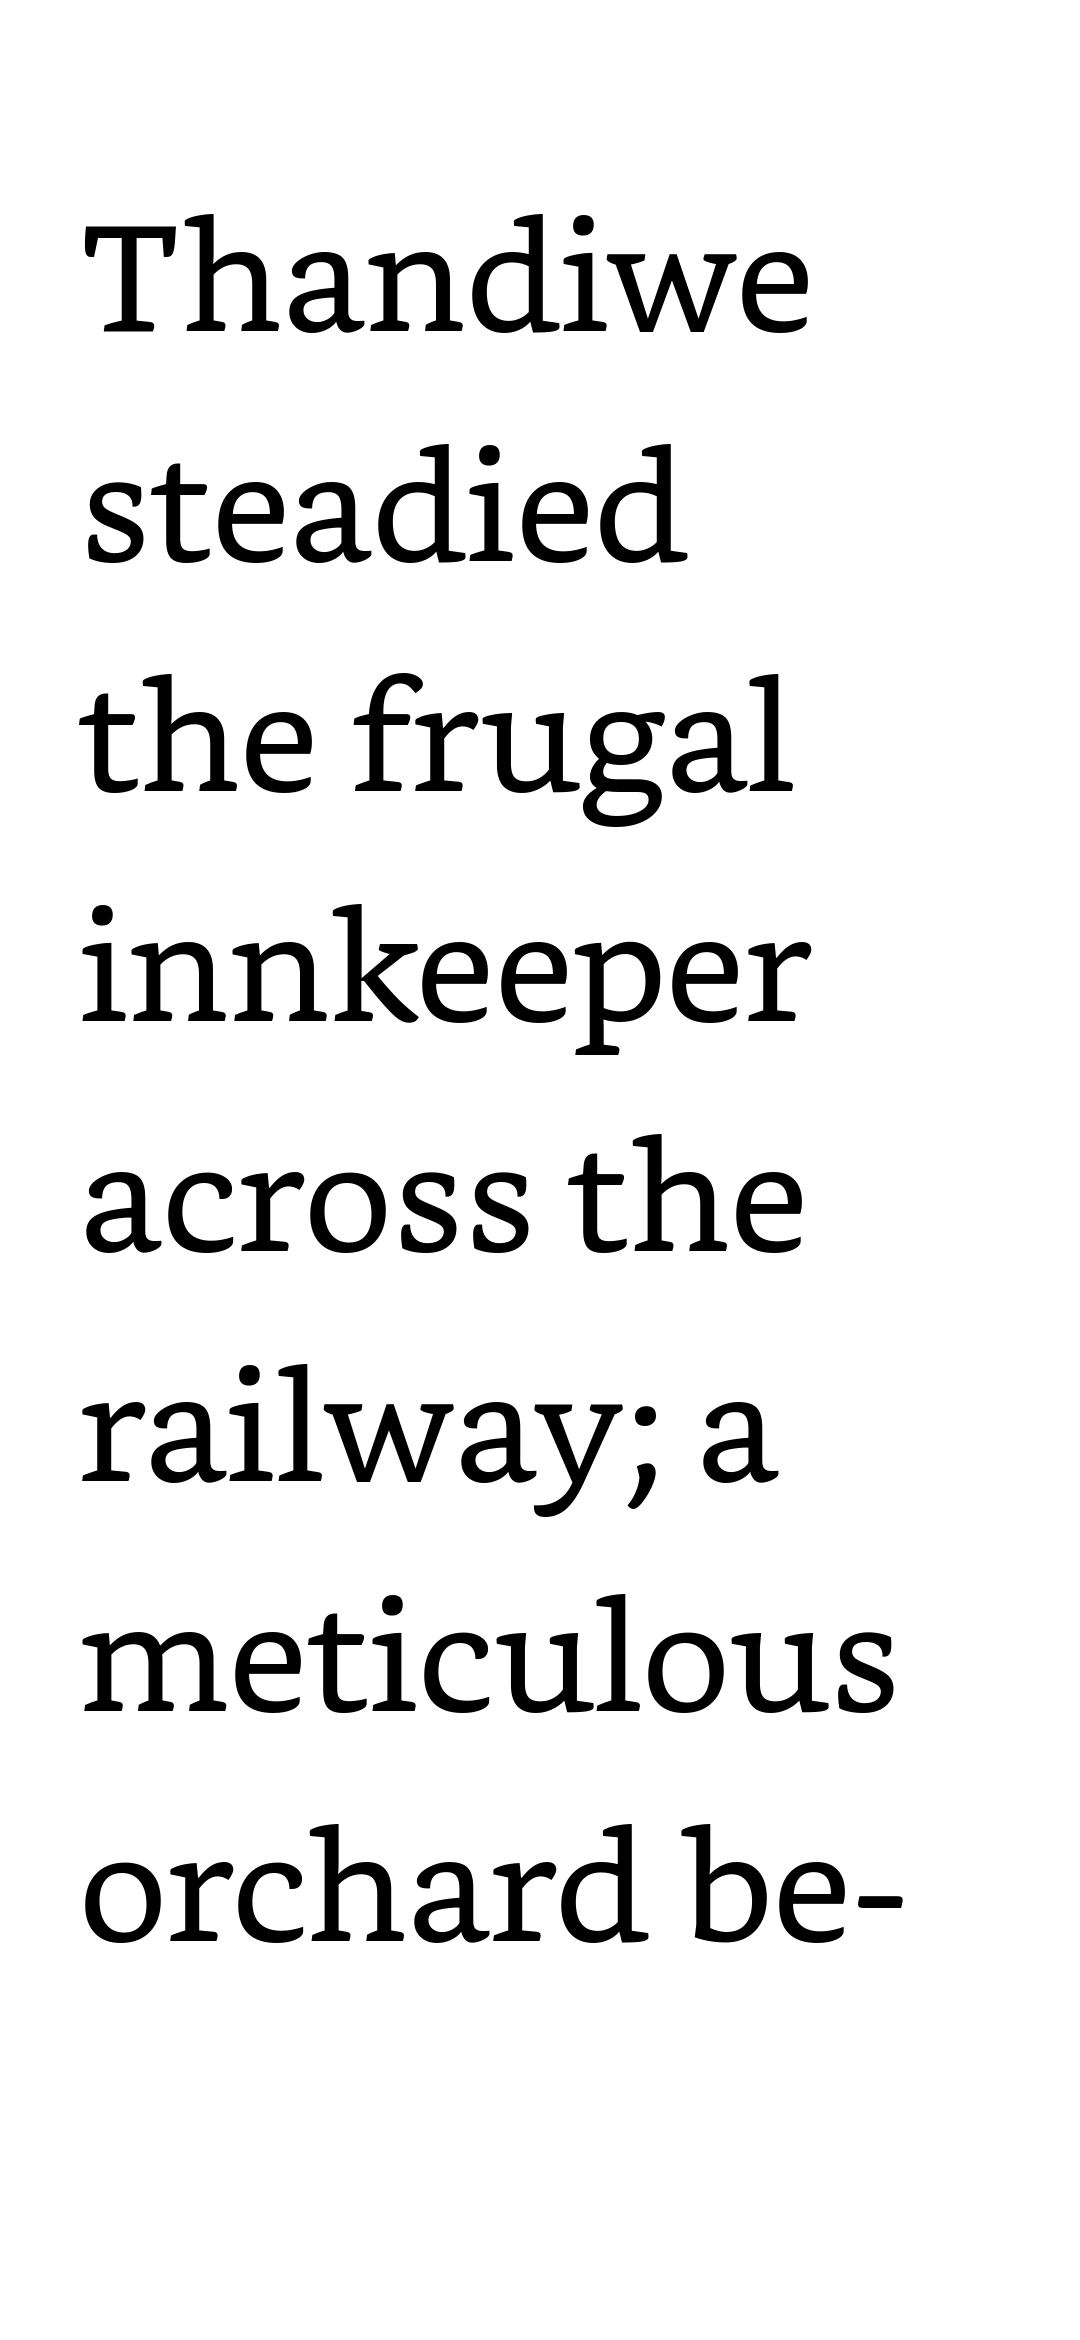 Thandiwe
steadied
the frugal
innkeeper
across the
railway; a
meticulous
orchard be-